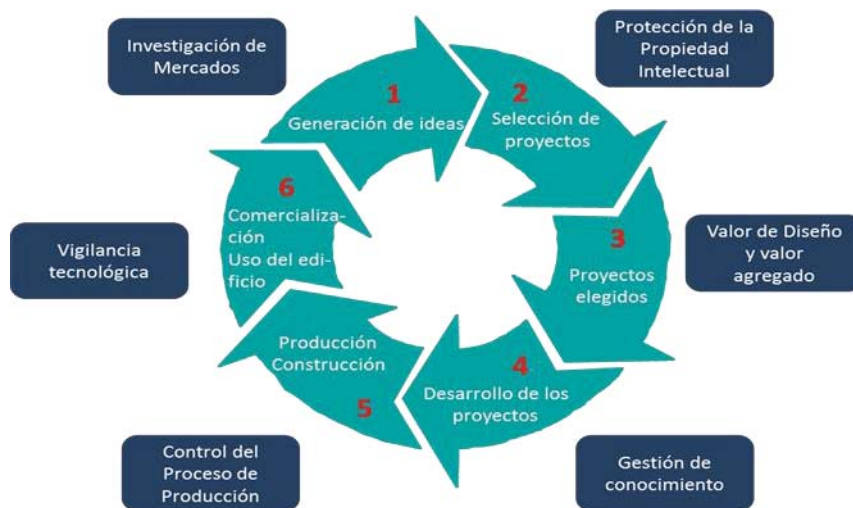 Investigación de
Mercados
Protección de la
Propiedad
Intelectual
1
Generación de ideas
2
Selección de
proyectos
6
Comercializa-
ción
Uso del edi-
ficio
3
Proyectos
elegidos
Vigilancia
tecnológica
Valor de Diseño
y valor
agregado
Producción
Construcción
5
4
Desarrollo de los
proyectos
Control del
Proceso de
Producción
Gestión de
conocimiento